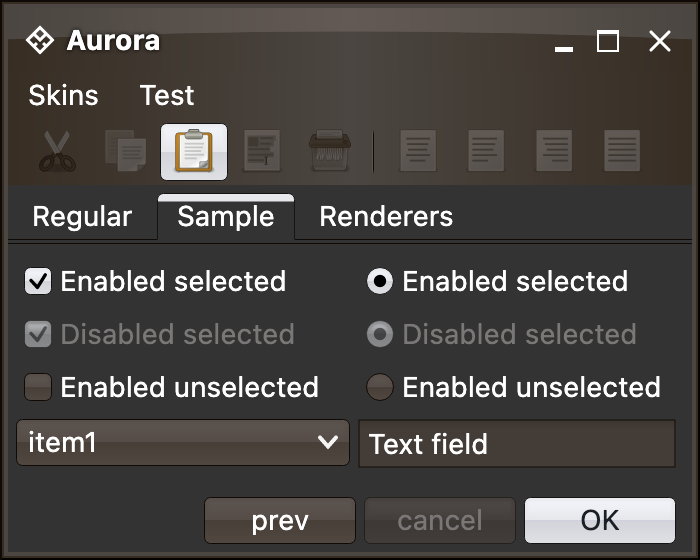 Aurora
Skins Test
Regular Sample Renderers
Enabled selected Enabled selected
Disabled selected Disabled selected
Enabled unselected Enabled unselected
item1 Text field
prev cancel OK